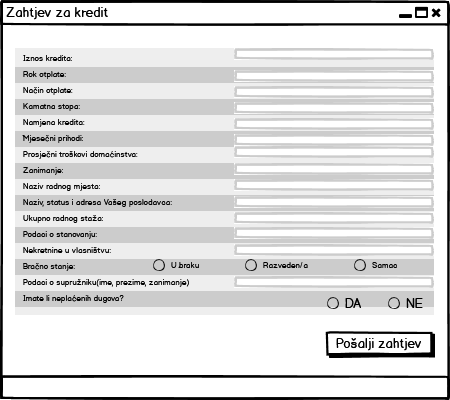 Zahtjev za kredit
Iznos kredita:
Rok otplate:
Način otplate:
Kamatna stopa:
Namjena kredita:
Mjesečni prihodi:
Prosječni troškovi domaćinstva:
Zanimanje:
Naziv radnog mjesta:
Naziv, status i adresa Vašeg poslodavca:
Ukupno radnog staža:
Podaci o stanovanju:
Nekretnine u vlasništvu:
Bračno stanje: U braku Razveden/a Samac
Podaci o supružniku(ime, prezime, zanimanje)
Imate li neplaćenih dugova?
DA NE
Pošalji zahtjev